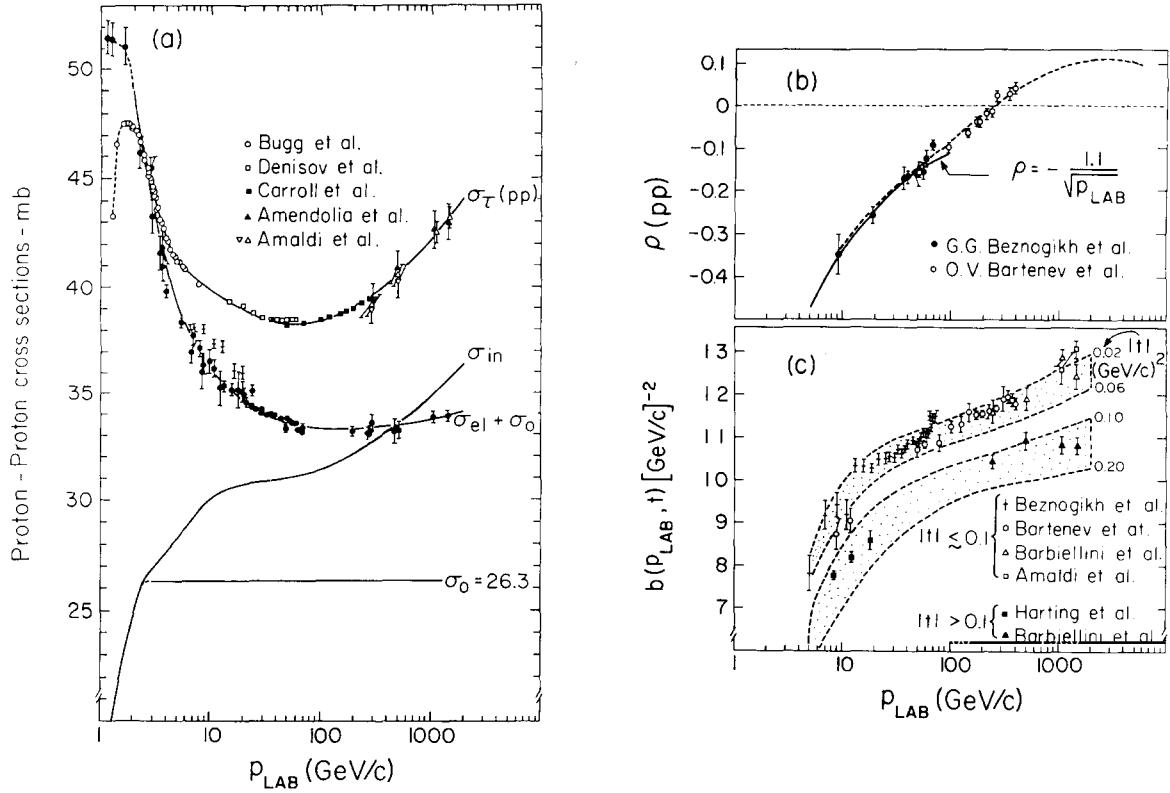 (a)
Proton - Proton cross sections - mb
50
45
40
35
30
25
○ Bugg et al.
□ Denisov et al.
■ Carroll et al.
▲ Amendolia et al.
▽△ Amaldi et al.
σT (pp)
σin
σel + σo
σo = 26.3
1 10 100 1000
pLAB (GeV/c)
(b)
ρ (pp)
0.1
0
-0.1
-0.2
-0.3
-0.4
ρ = - 1.1 / √pLAB
● G.G. Beznogikh et al.
○ O.V. Bartenev et al.
(c)
b(pLAB, t) [GeV/c]-2
13
12
11
10
9
8
7
0.02
|t|
(GeV/c)2
0.06
0.10
0.20
|t| ≲ 0.1
Beznogikh et al.
○ Bartenev et al.
△ Barbiellini et al.
□ Amaldi et al.
|t| > 0.1
■ Harting et al.
▲ Barbiellini et al.
1 10 100 1000
pLAB (GeV/c)